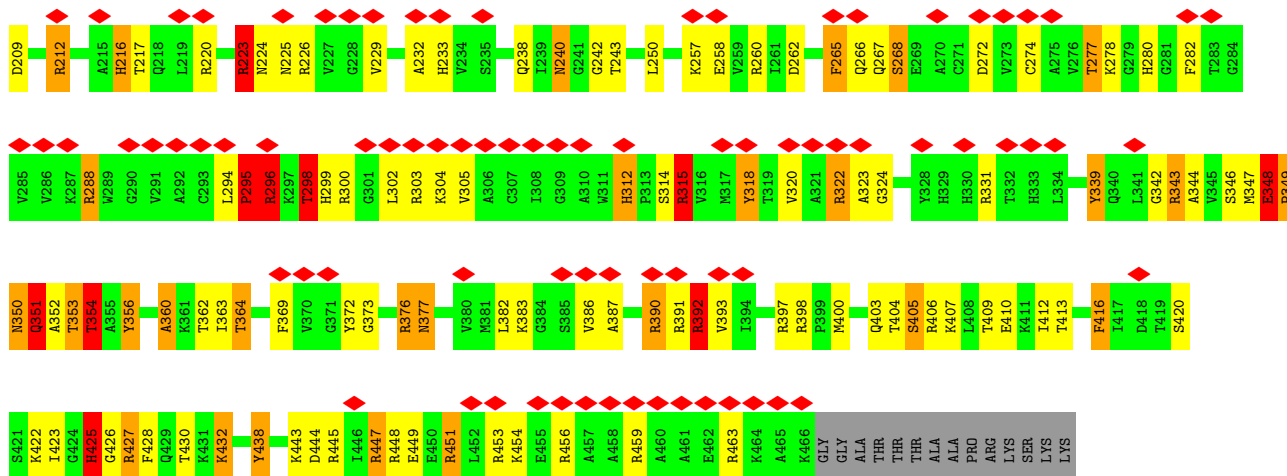 D209 R212 A215 H216 T217 Q218 L219 R220 R223 N224 N225 R226 V227 G228 V229 A232 H233 V234 S235 Q238 I239 N240 G241 G242 T243 L250 K257 E258 V259 R260 I261 D262 F265 Q266 Q267 S268 E269 A270 C271 D272 V273 C274 A275 V276 T277 K278 G279 H280 G281 F282 T283 G284
V285 V286 K287 R288 W289 G290 V291 A292 C293 L294 P295 R296 K297 T298 H299 R300 G301 L302 R303 K304 V305 A306 C307 I308 G309 A310 W311 H312 P313 S314 R315 V316 M317 Y318 T319 V320 A321 R322 A323 G324 Y328 H329 H330 R331 T332 H333 L334 Y339 Q340 L341 G342 R343 A344 V345 S346 M347 E348
N350 Q351 A352 T353 T354 A355 Y356 A360 K361 T362 I363 T364 F369 V370 G371 Y372 G373 R376 N377 V380 M381 L382 K383 G384 S385 V386 A387 R390 R391 R392 V393 I394 R397 R398 P399 M400 Q403 T404 S405 R406 K407 L408 T409 E410 K411 I412 T413 F416 I417 D418 T419 S420
S421 K422 I423 G424 H425 G426 R427 F428 Q429 T430 K431 K432 Y438 K443 D444 R445 I446 R447 R448 E449 E450 R451 L452 R453 K454 E455 R456 A457 A458 R459 A460 A461 E462 R463 K464 A465 K466 GLY GLY ALA THR THR THR ALA ALA PRO ARG LYS SER LYS LYS